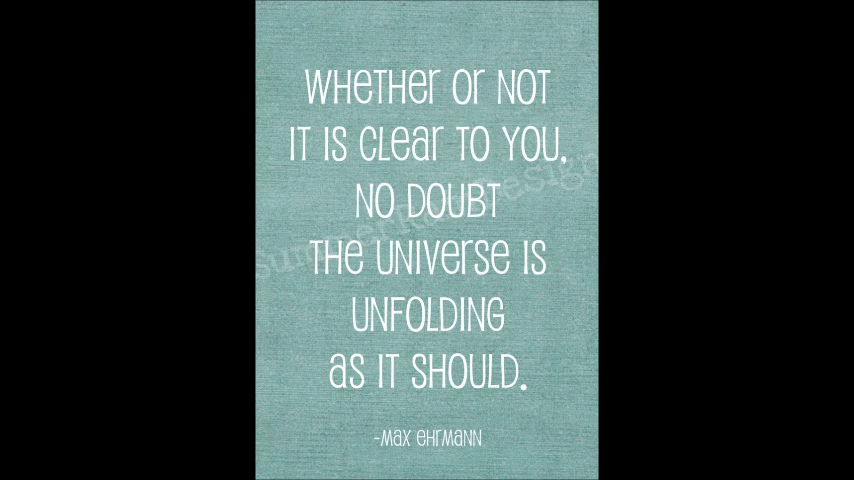 WHeTHer Or NOT
IT IS Clear TO YOU,
NO DOUBT
THe UNIVerse IS
UNFOLDING
as IT SHOULD.
-Max EHrMANN
SummerRaeDesign